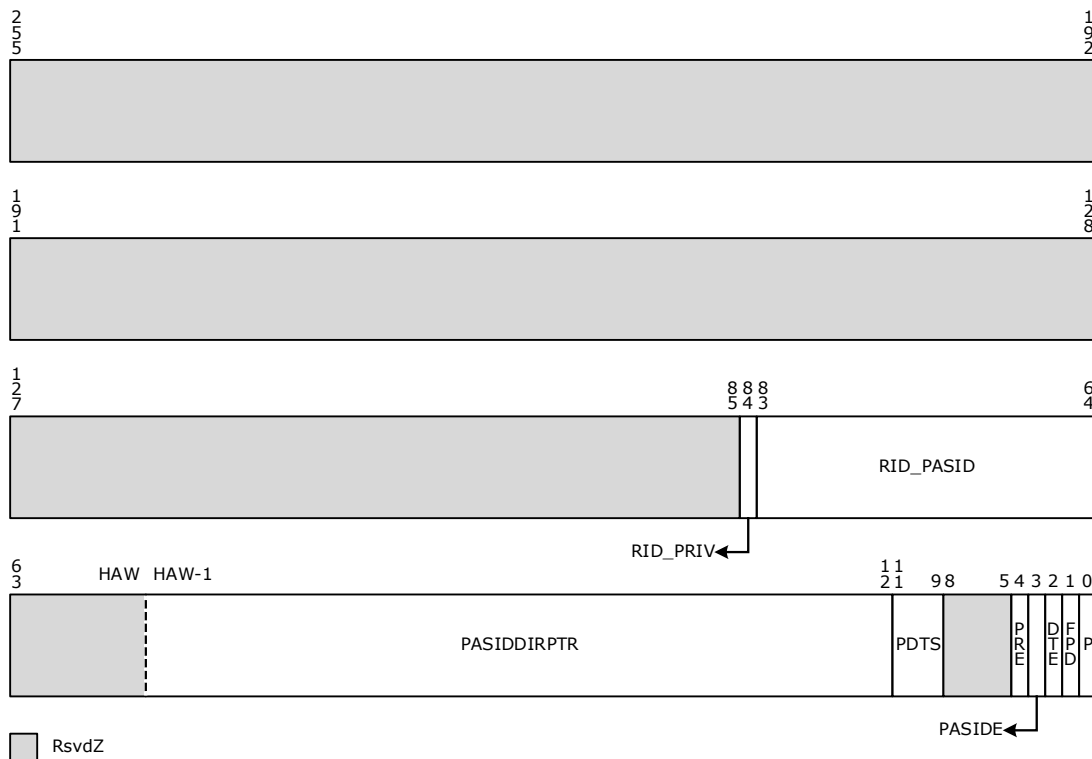 255 192
191 128
127 85 84 83 64
RID_PASID
RID_PRIV
63 HAW HAW-1 12 11 9 8 5 4 3 2 1 0
PASIDDIRPTR PDTS PRE DTE FPD P
PASIDE
RsvdZ